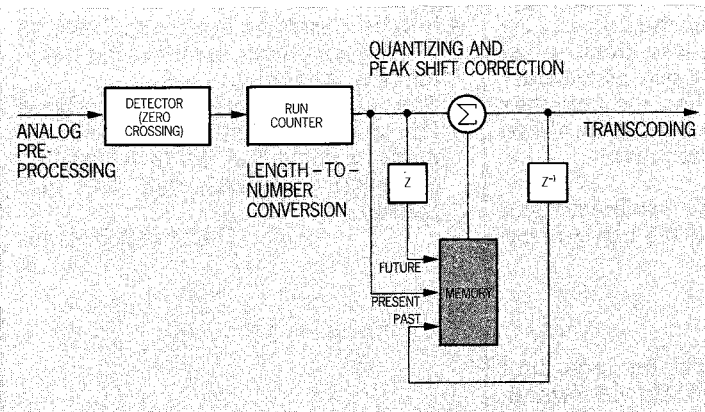 QUANTIZING AND
PEAK SHIFT CORRECTION
DETECTOR
(ZERO
CROSSING)
RUN
COUNTER
Σ
ANALOG
PRE-
PROCESSING
LENGTH-TO-
NUMBER
CONVERSION
TRANSCODING
Z
Z⁻¹
FUTURE
PRESENT
PAST
MEMORY